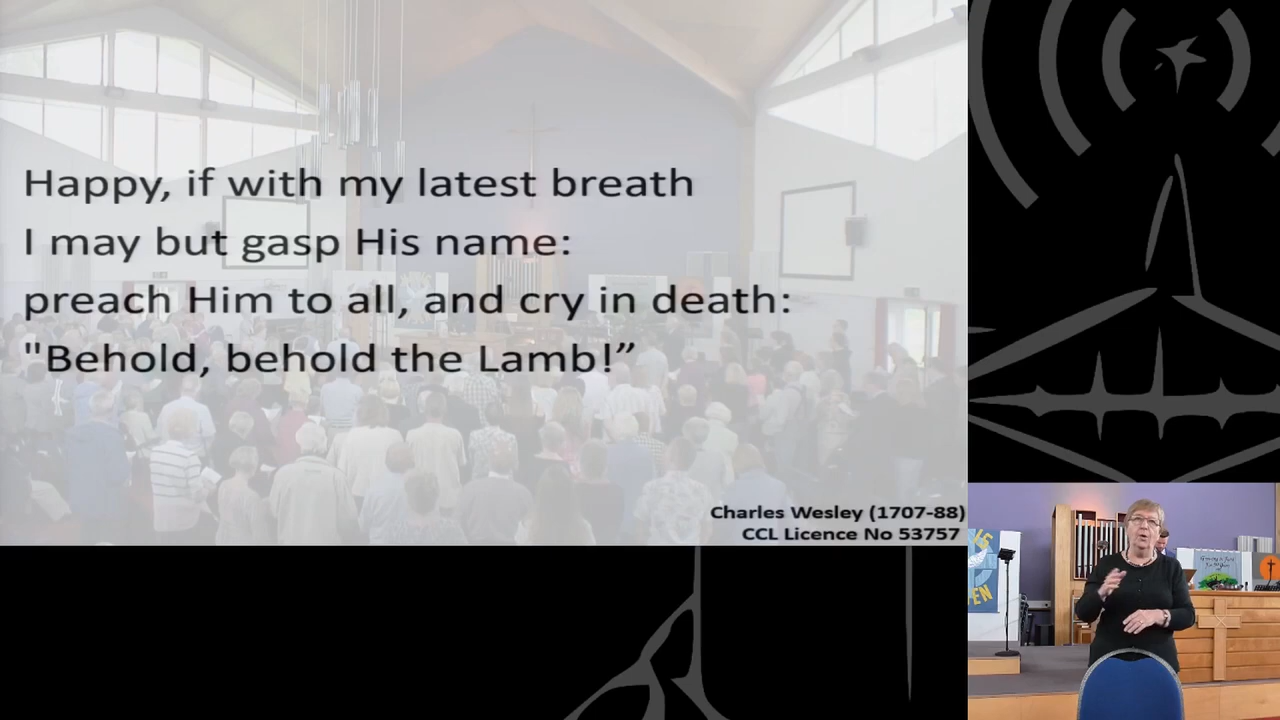 Happy, if with my latest breath
I may but gasp His name:
preach Him to all, and cry in death:
"Behold, behold the Lamb!”
Charles Wesley (1707-88)
CCL Licence No 53757